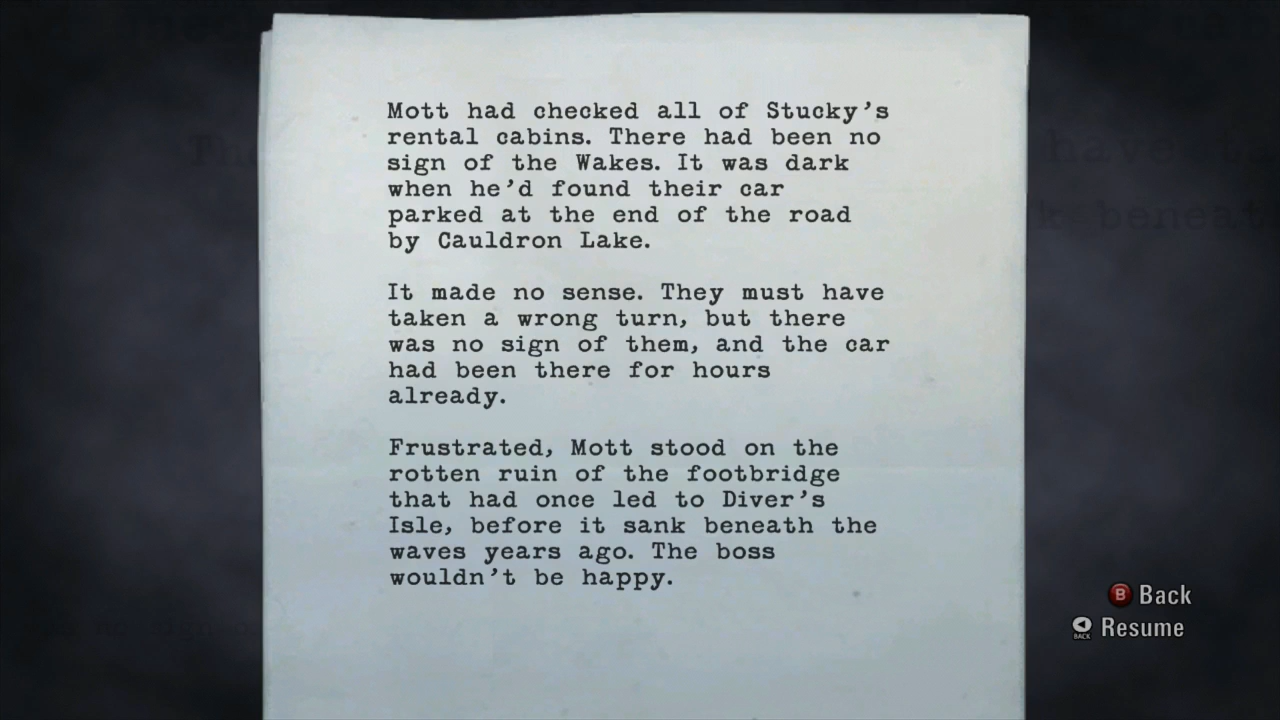 Mott had checked all of Stucky's
rental cabins. There had been no
sign of the Wakes. It was dark
when he'd found their car
parked at the end of the road
by Cauldron Lake.
It made no sense. They must have
taken a wrong turn, but there
was no sign of them, and the car
had been there for hours
already.
Frustrated, Mott stood on the
rotten ruin of the footbridge
that had once led to Diver's
Isle, before it sank beneath the
waves years ago. The boss
wouldn't be happy.
B Back
BACK Resume